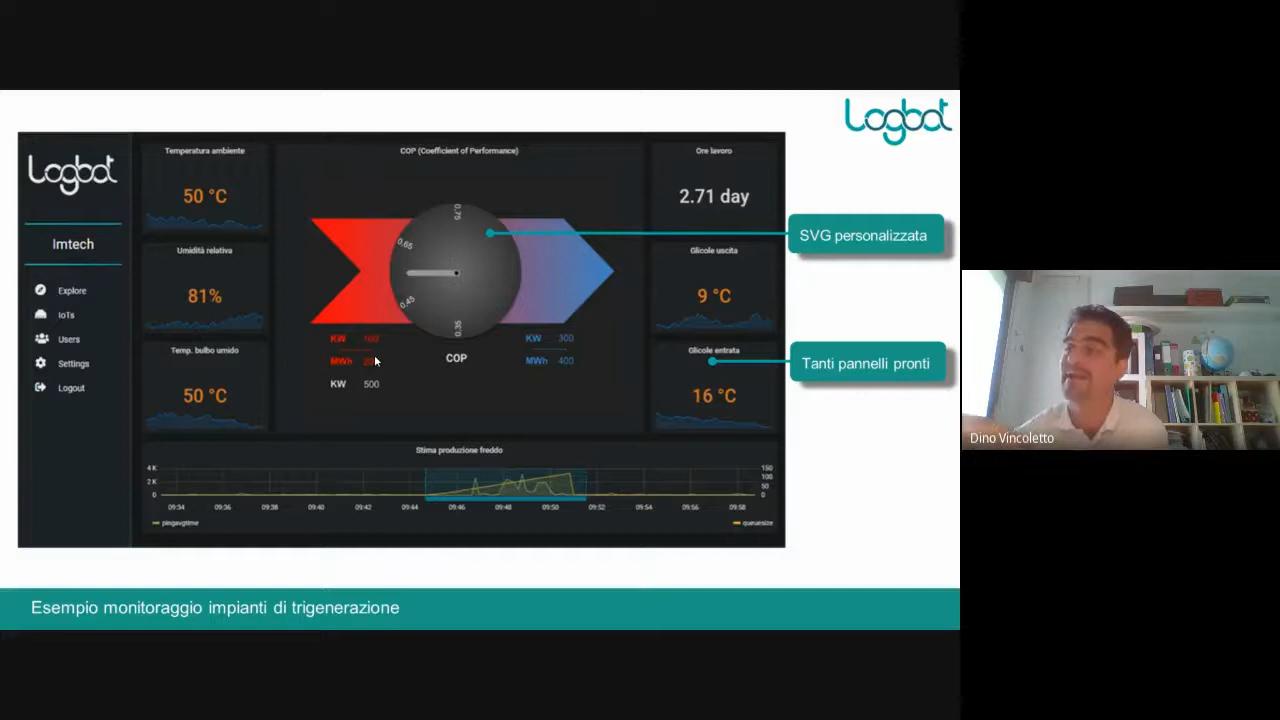 Logbot
Logbot
Imtech
Explore
IoTs
Users
Settings
Logout
Temperatura ambiente
50 °C
Umidità relativa
81%
Temp. bulbo umido
50 °C
COP (Coefficient of Performance)
0.75
0.65
0.45
0.35
KW
MWh
KW 500
COP
KW 300
MWh 400
Ore lavoro
2.71 day
Glicole uscita
9 °C
Glicole entrata
16 °C
SVG personalizzata
Tanti pannelli pronti
Stima produzione freddo
4 K
2 K
0
150
100
50
0
09:34 09:36 09:38 09:40 09:42 09:44 09:46 09:48 09:50 09:52 09:54 09:56 09:58
pingavgtime
queuesize
Esempio monitoraggio impianti di trigenerazione
Dino Vincoletto